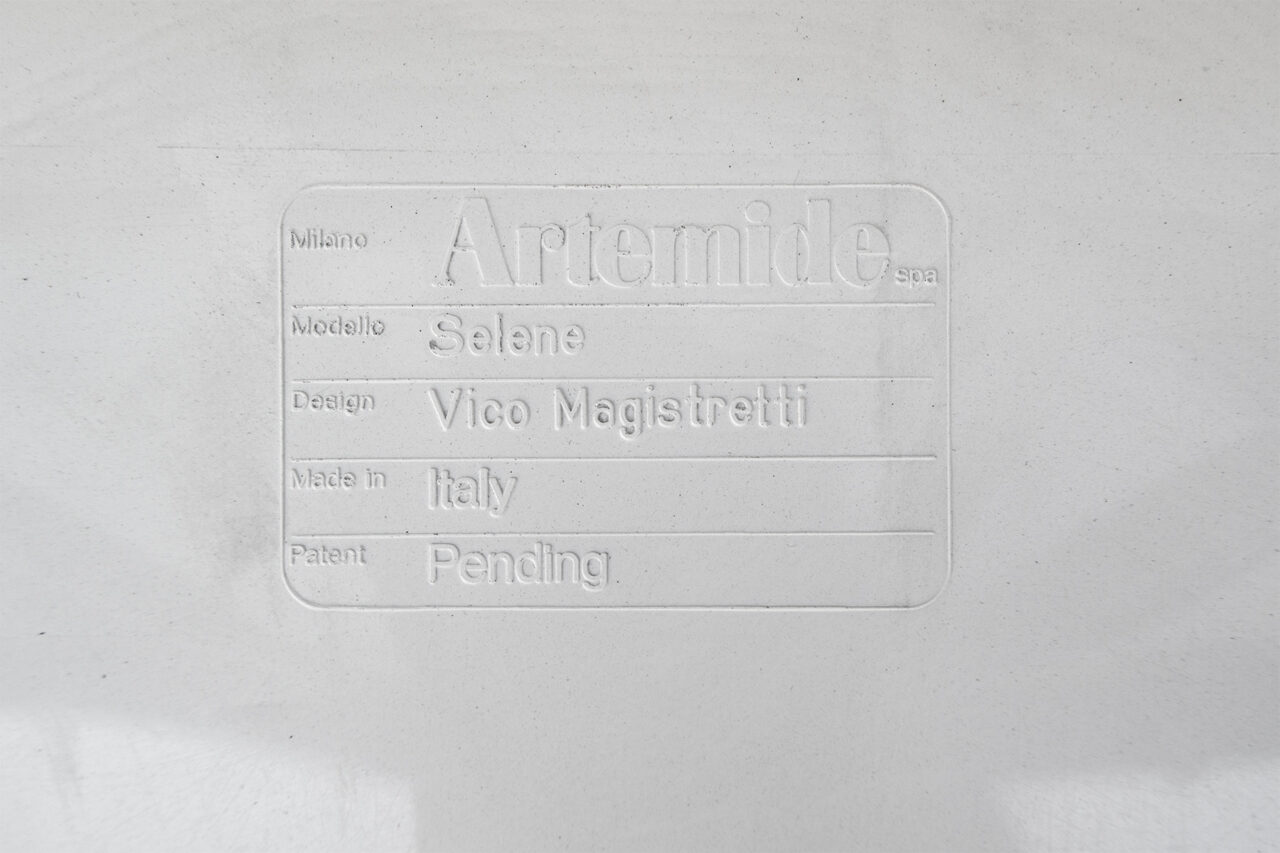 Milano Artemide spa
Modello Selene
Design Vico Magistretti
Made in Italy
Patent Pending